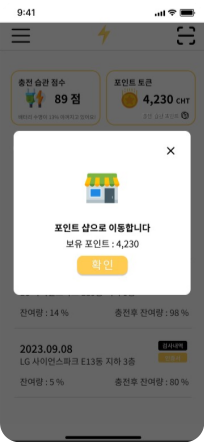 9:41
충전 습관 점수
포인트 토큰
89 점
4,230 CHT
포인트 샵으로 이동합니다
보유 포인트 : 4,230
확인
잔여량 : 14 %
충전후 잔여량 : 98 %
2023.09.08
검사내역
LG 사이언스파크 E13동 지하 3층
잔여량 : 5 %
충전후 잔여량 : 80 %